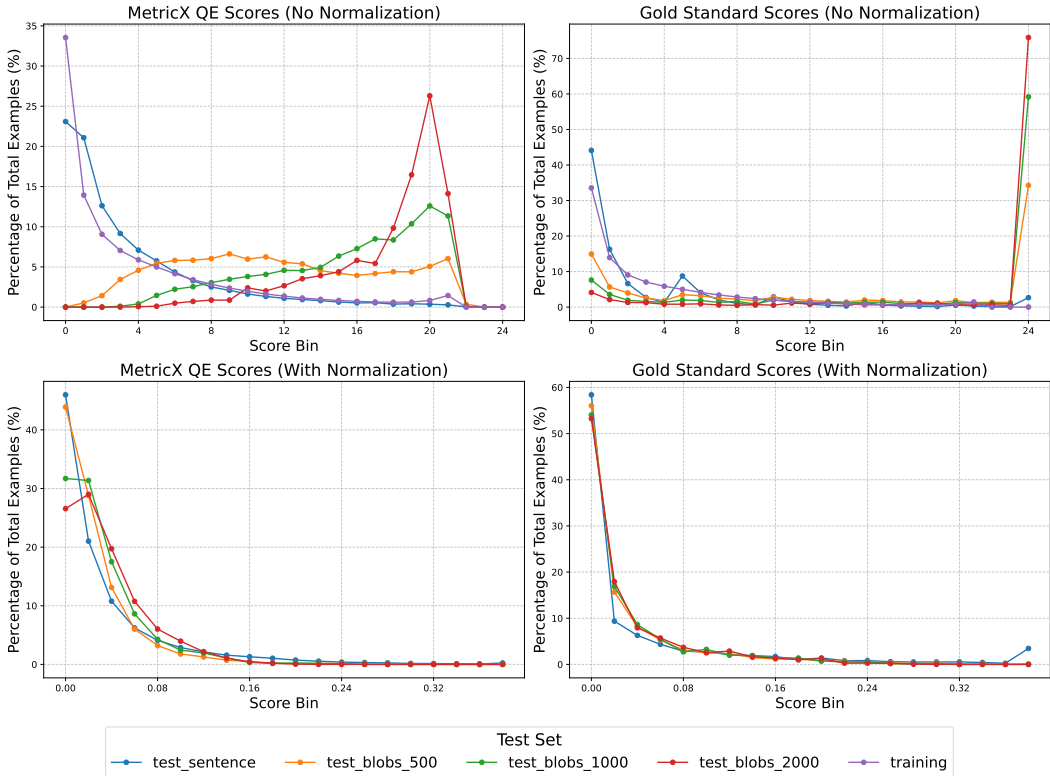 MetricX QE Scores (No Normalization)
Percentage of Total Examples (%)
35
30
25
20
15
10
5
0
0 4 8 12 16 20 24
Score Bin
Gold Standard Scores (No Normalization)
Percentage of Total Examples (%)
70
60
50
40
30
20
10
0
0 4 8 12 16 20 24
Score Bin
MetricX QE Scores (With Normalization)
Percentage of Total Examples (%)
40
30
20
10
0
0.00 0.08 0.16 0.24 0.32
Score Bin
Gold Standard Scores (With Normalization)
Percentage of Total Examples (%)
60
50
40
30
20
10
0
0.00 0.08 0.16 0.24 0.32
Score Bin
Test Set
test_sentence test_blobs_500 test_blobs_1000 test_blobs_2000 training